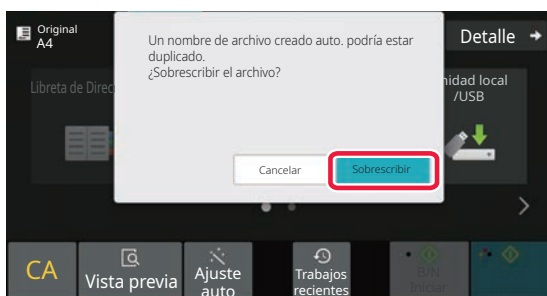 Original
A4
Un nombre de archivo creado auto. podría estar
duplicado.
¿Sobrescribir el archivo?
Detalle
Libreta de Direc
nidad local
/USB
Cancelar
Sobrescribir
CA
Vista previa
Ajuste
auto
Trabajos
recientes
B/N
Iniciar